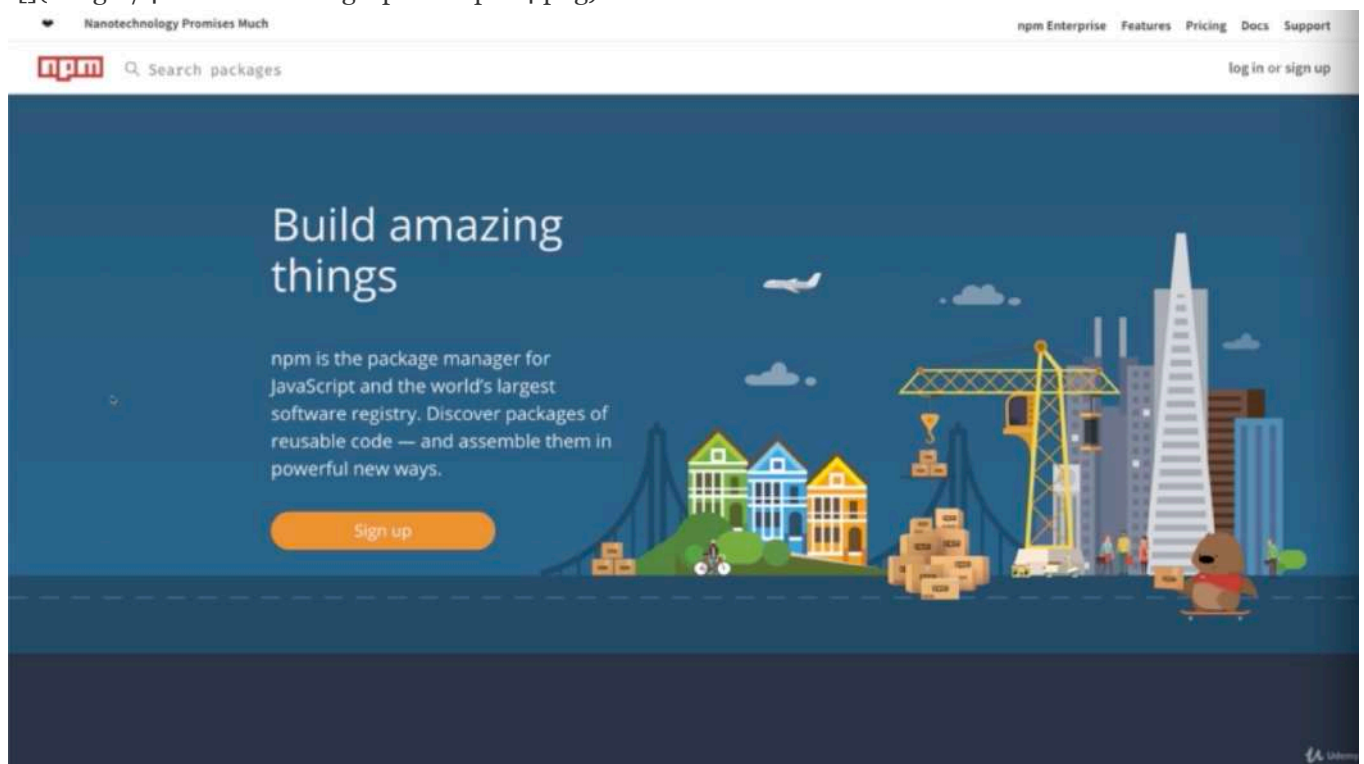 Nanotechnology Promises Much
npm Enterprise Features Pricing Docs Support
npm
Search packages
log in or sign up
Build amazing
things
npm is the package manager for
JavaScript and the world's largest
software registry. Discover packages of
reusable code — and assemble them in
powerful new ways.
Sign up
Udemy